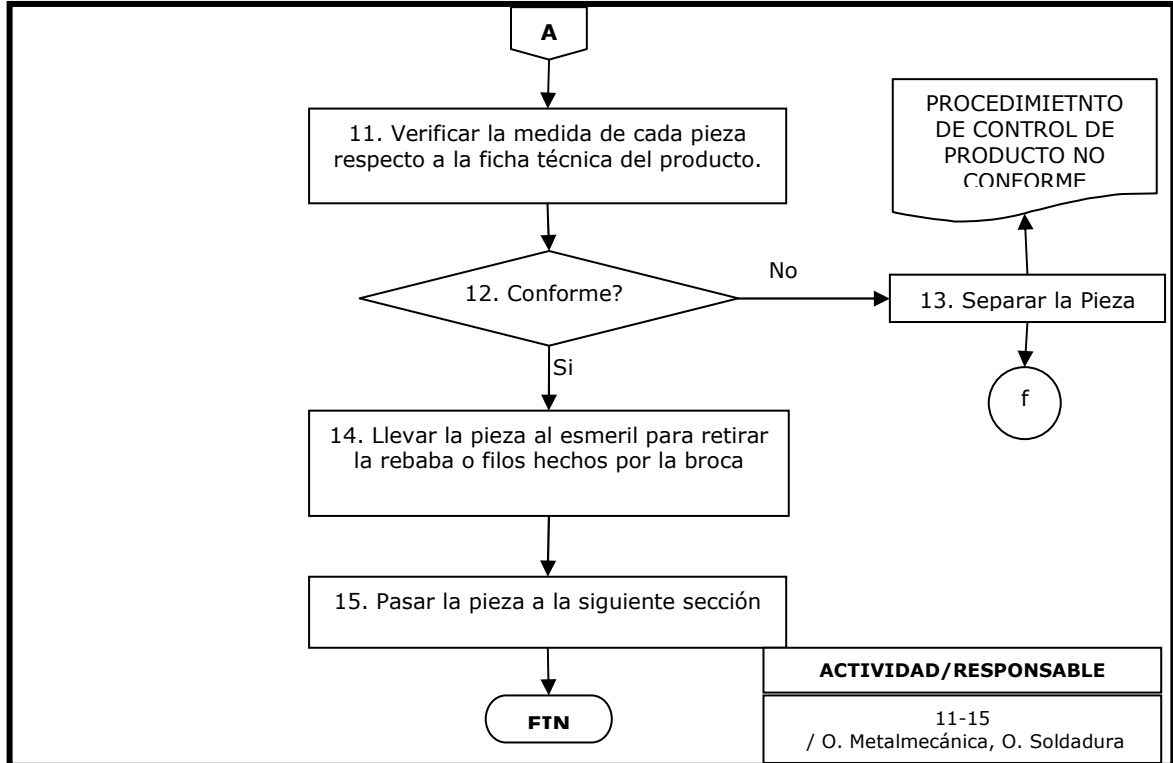 A
11. Verificar la medida de cada pieza
respecto a la ficha técnica del producto.
PROCEDIMIETNTO
DE CONTROL DE
PRODUCTO NO
CONFORME
12. Conforme?
No
13. Separar la Pieza
f
Si
14. Llevar la pieza al esmeril para retirar
la rebaba o filos hechos por la broca
15. Pasar la pieza a la siguiente sección
FIN
ACTIVIDAD/RESPONSABLE
11-15
/ O. Metalmecánica, O. Soldadura